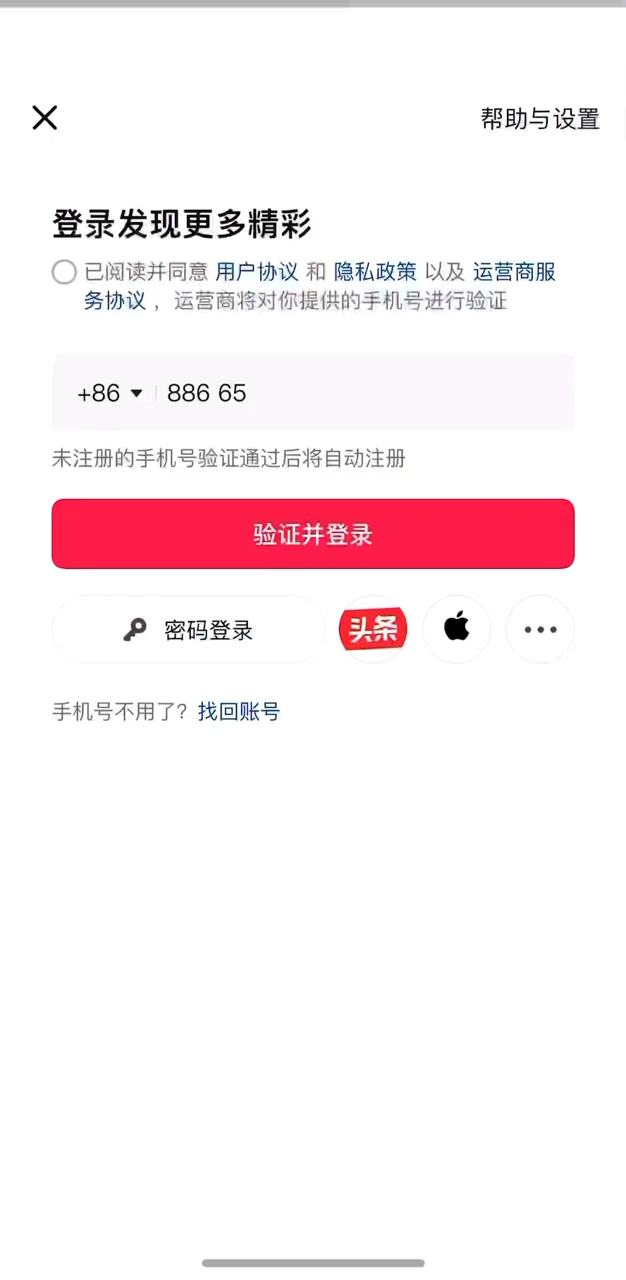 帮助与设置
登录发现更多精彩
已阅读并同意 用户协议 和 隐私政策 以及 运营商服
务协议 ，运营商将对你提供的手机号进行验证
+86 886 65
未注册的手机号验证通过后将自动注册
验证并登录
密码登录 头条
手机号不用了？找回账号